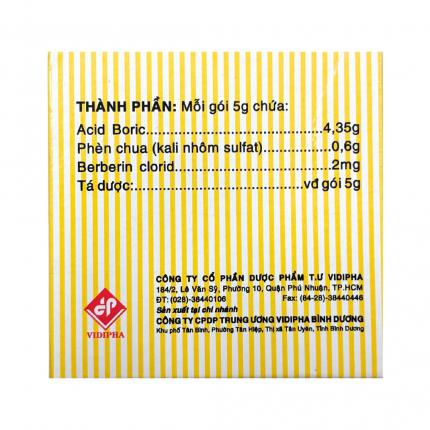 THÀNH PHẦN: Mỗi gói 5g chứa:
Acid Boric..................................4,35g
Phèn chua (kali nhôm sulfat)..........0,6g
Berberin clorid..............................2mg
Tá dược:..............................vđ gói 5g
CÔNG TY CỔ PHẦN DƯỢC PHẨM T.Ư VIDIPHA
184/2, Lê Văn Sỹ, Phường 10, Quận Phú Nhuận, TP.HCM
ĐT: (028)-38440106 Fax: (84-28)-38440446
Sản xuất tại chi nhánh
CÔNG TY CPDP TRUNG ƯƠNG VIDIPHA BÌNH DƯƠNG
Khu phố Tân Bình, Phường Tân Hiệp, Thị xã Tân Uyên, Tỉnh Bình Dương
VIDIPHA